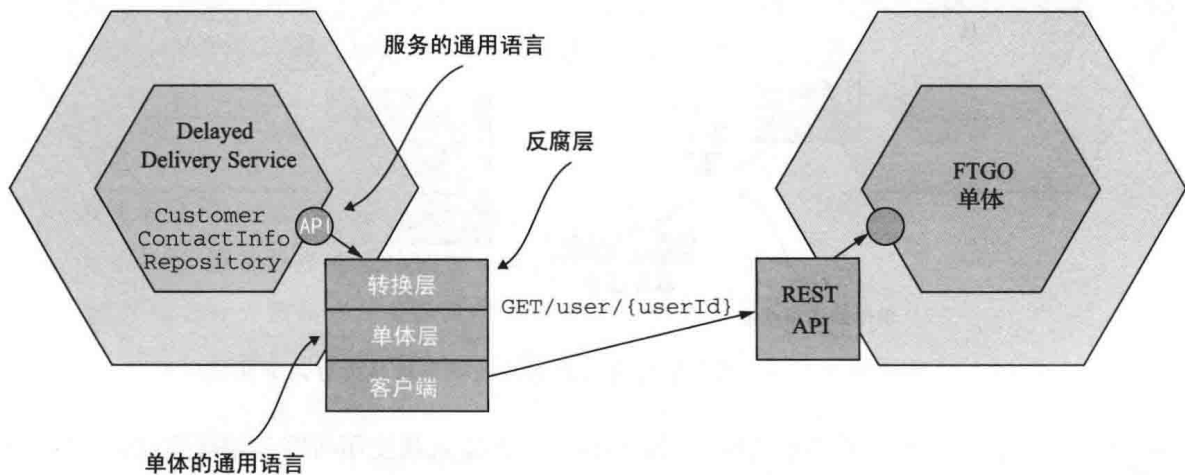 服务的通用语言
Delayed
Delivery Service
反腐层
FTGO
单体
Customer
ContactInfo
Repository
API
转换层
GET/user/{userId}
REST
API
单体层
客户端
单体的通用语言